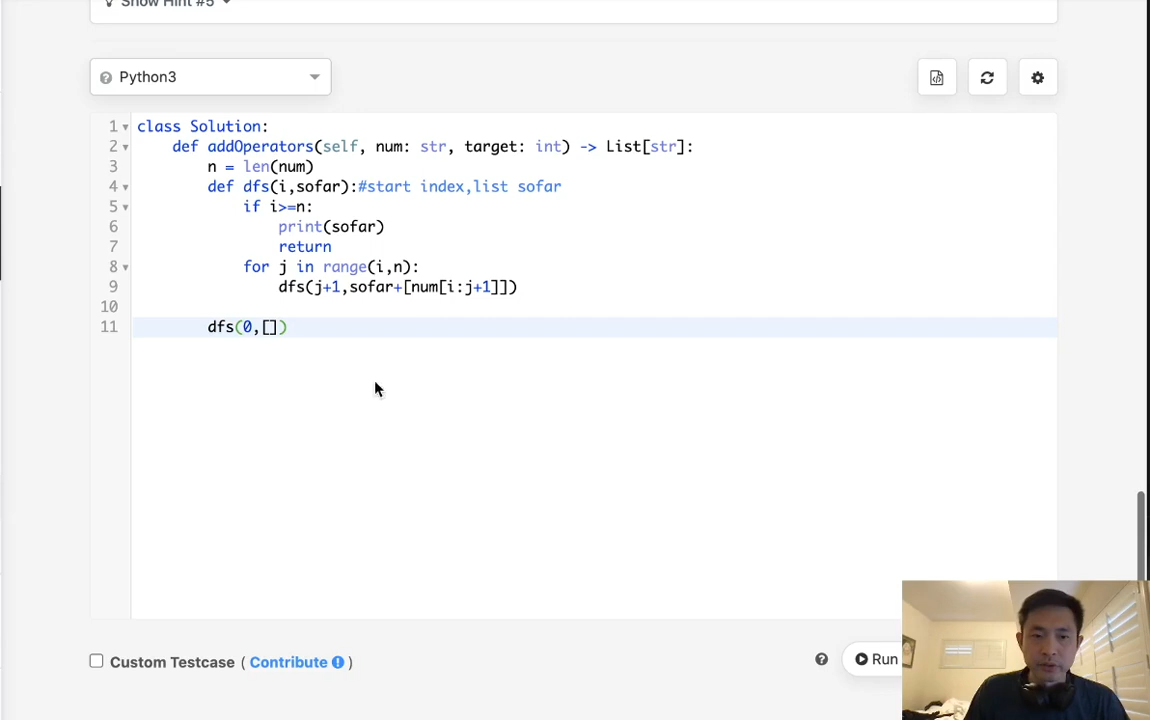 Show Hint #5
Python3
1 class Solution:
2 def addOperators(self, num: str, target: int) -> List[str]:
3 n = len(num)
4 def dfs(i,sofar):#start index,list sofar
5 if i>=n:
6 print(sofar)
7 return
8 for j in range(i,n):
9 dfs(j+1,sofar+[num[i:j+1]])
10
11 dfs(0,[])
Custom Testcase ( Contribute )
Run